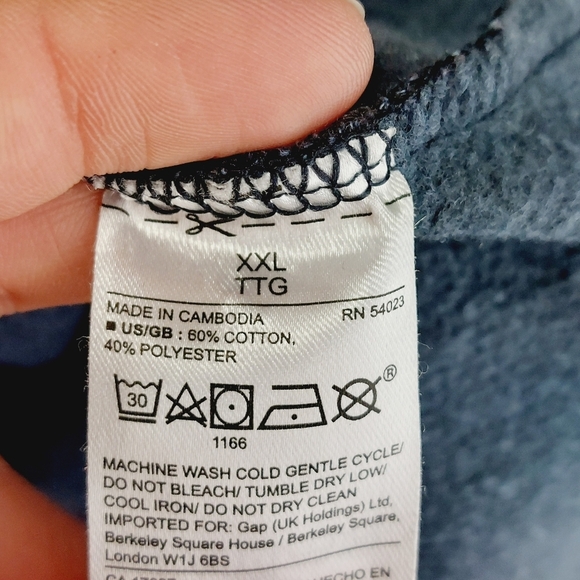 XXL
TTG
MADE IN CAMBODIA RN 54023
■ US/GB : 60% COTTON,
40% POLYESTER
30 ®
1166
MACHINE WASH COLD GENTLE CYCLE/
DO NOT BLEACH/ TUMBLE DRY LOW/
COOL IRON/ DO NOT DRY CLEAN
IMPORTED FOR: Gap (UK Holdings) Ltd,
Berkeley Square House / Berkeley Square,
London W1J 6BS
HECHO EN